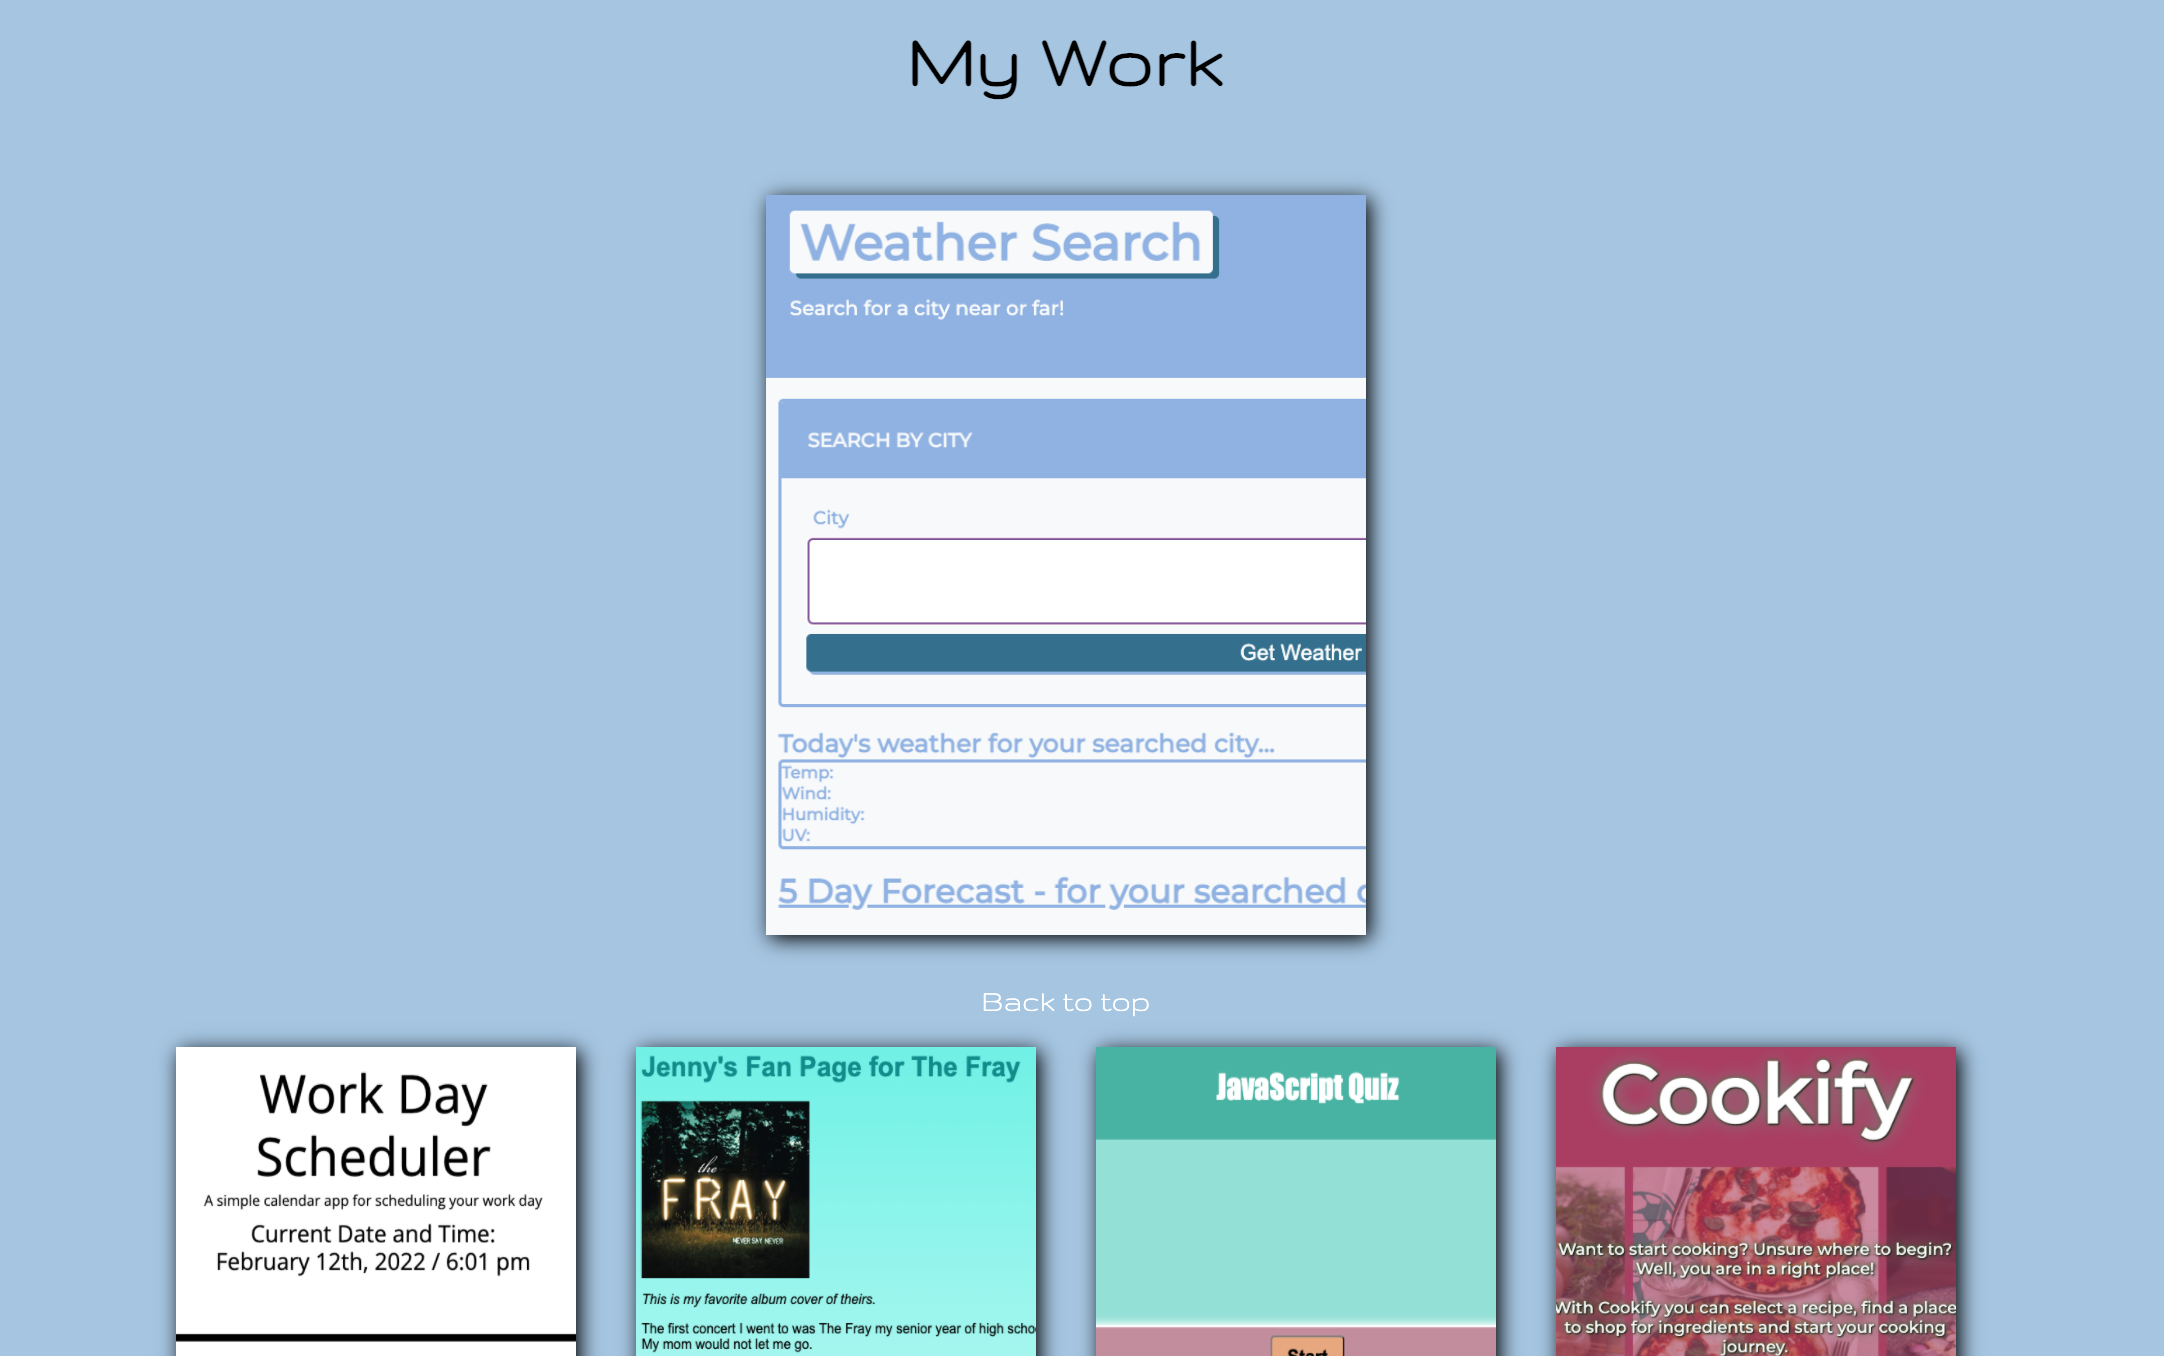 My Work
Weather Search
Search for a city near or far!
SEARCH BY CITY
City
Get Weather
Today's weather for your searched city...
Temp:
Wind:
Humidity:
UV:
5 Day Forecast - for your searched
Back to top
Work Day
Scheduler
A simple calendar app for scheduling your work day
Current Date and Time:
February 12th, 2022 / 6:01 pm
Jenny's Fan Page for The Fray
the
FRAY
NEVER SAY NEVER
This is my favorite album cover of theirs.
The first concert I went to was The Fray my senior year of high
My mom would not let me go.
JavaScript Quiz
Start
Cookify
Want to start cooking? Unsure where to begin?
Well, you are in a right place!
With Cookify you can select a recipe, find a place
to shop for ingredients and start your cooking
journey.